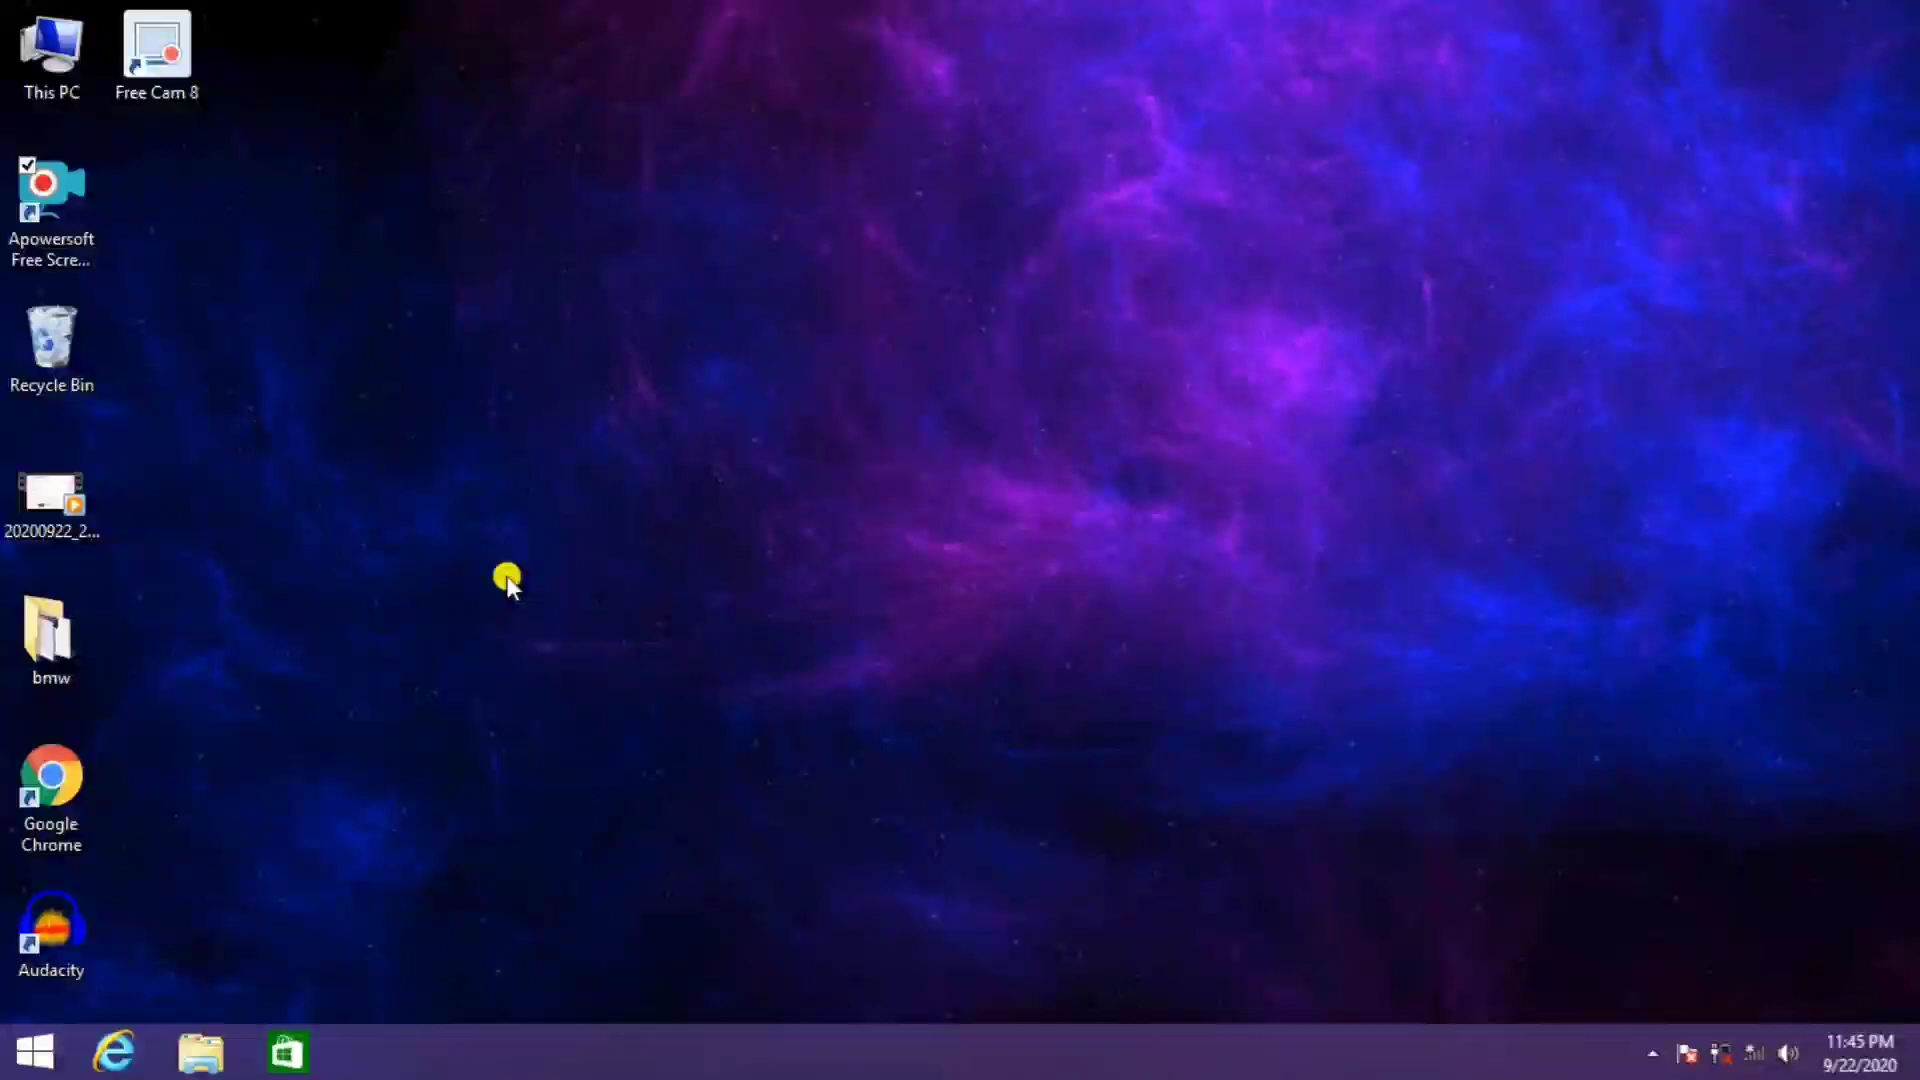 This PC
Free Cam 8
Apowersoft
Free Scre...
Recycle Bin
20200922_2...
bmw
Google
Chrome
Audacity
11:45 PM
9/22/2020